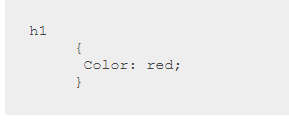 h1
{
Color: red;
}